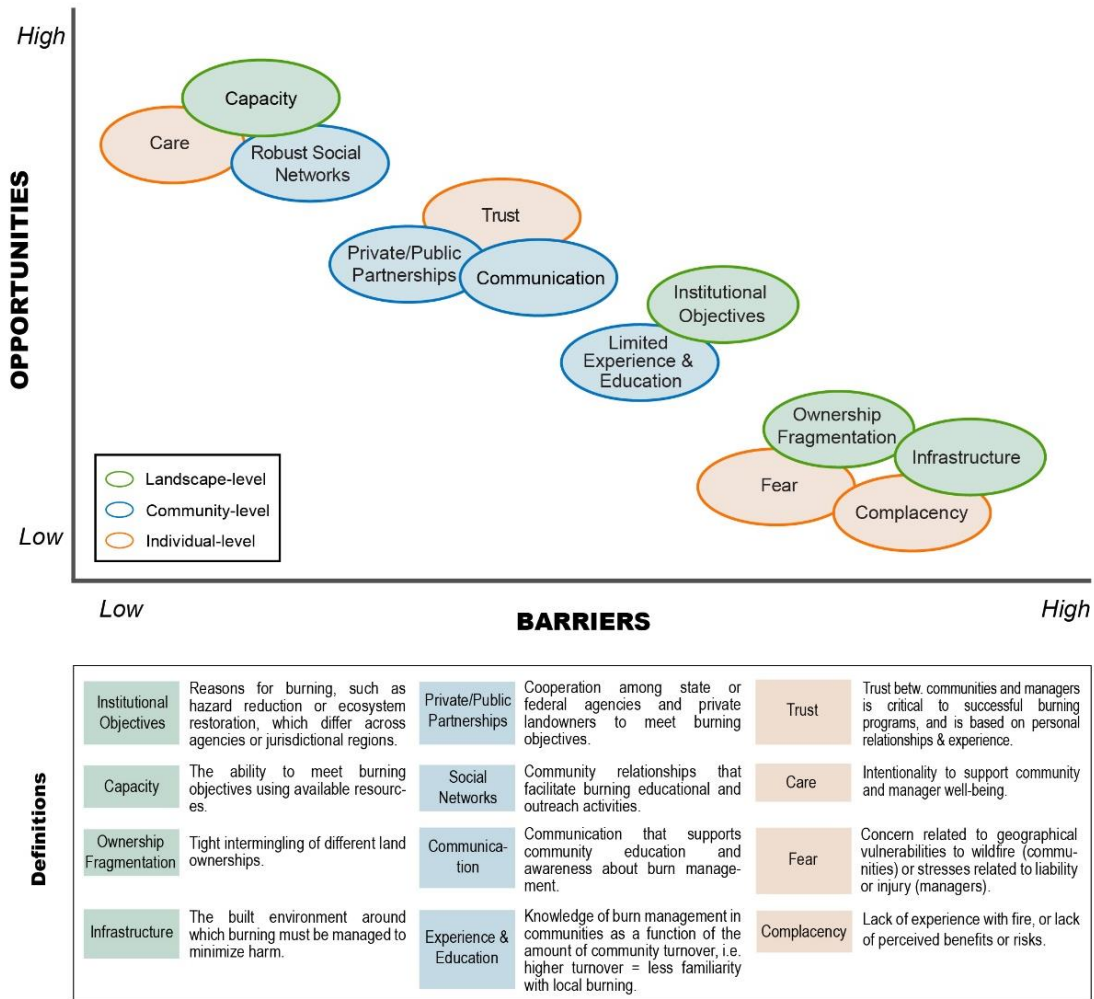 High
Capacity
Care
Robust Social
Networks
Trust
Private/Public
Partnerships
Communication
Institutional
Objectives
Limited
Experience &
Education
Ownership
Fragmentation
Infrastructure
Fear
Complacency
OPPORTUNITIES
Landscape-level
Community-level
Individual-level
Low
Low
BARRIERS
High
Definitions
Institutional
Objectives
Reasons for burning, such as
hazard reduction or ecosystem
restoration, which differ across
agencies or jurisdictional regions.
Capacity
The ability to meet burning
objectives using available resourc-
es.
Ownership
Fragmentation
Tight intermingling of different land
ownerships.
Infrastructure
The built environment around
which burning must be managed to
minimize harm.
Private/Public
Partnerships
Cooperation among state or
federal agencies and private
landowners to meet burning
objectives.
Social
Networks
Community relationships that
facilitate burning educational and
outreach activities.
Communica-
tion
Communication that supports
community education and
awareness about burn manage-
ment.
Experience &
Education
Knowledge of burn management in
communities as a function of the
amount of community turnover, i.e.
higher turnover = less familiarity
with local burning.
Trust
Trust betw. communities and managers
is critical to successful burning
programs, and is based on personal
relationships & experience.
Care
Intentionality to support community
and manager well-being.
Fear
Concern related to geographical
vulnerabilities to wildfire (commu-
nities) or stresses related to liability
or injury (managers).
Complacency
Lack of experience with fire, or lack
of perceived benefits or risks.